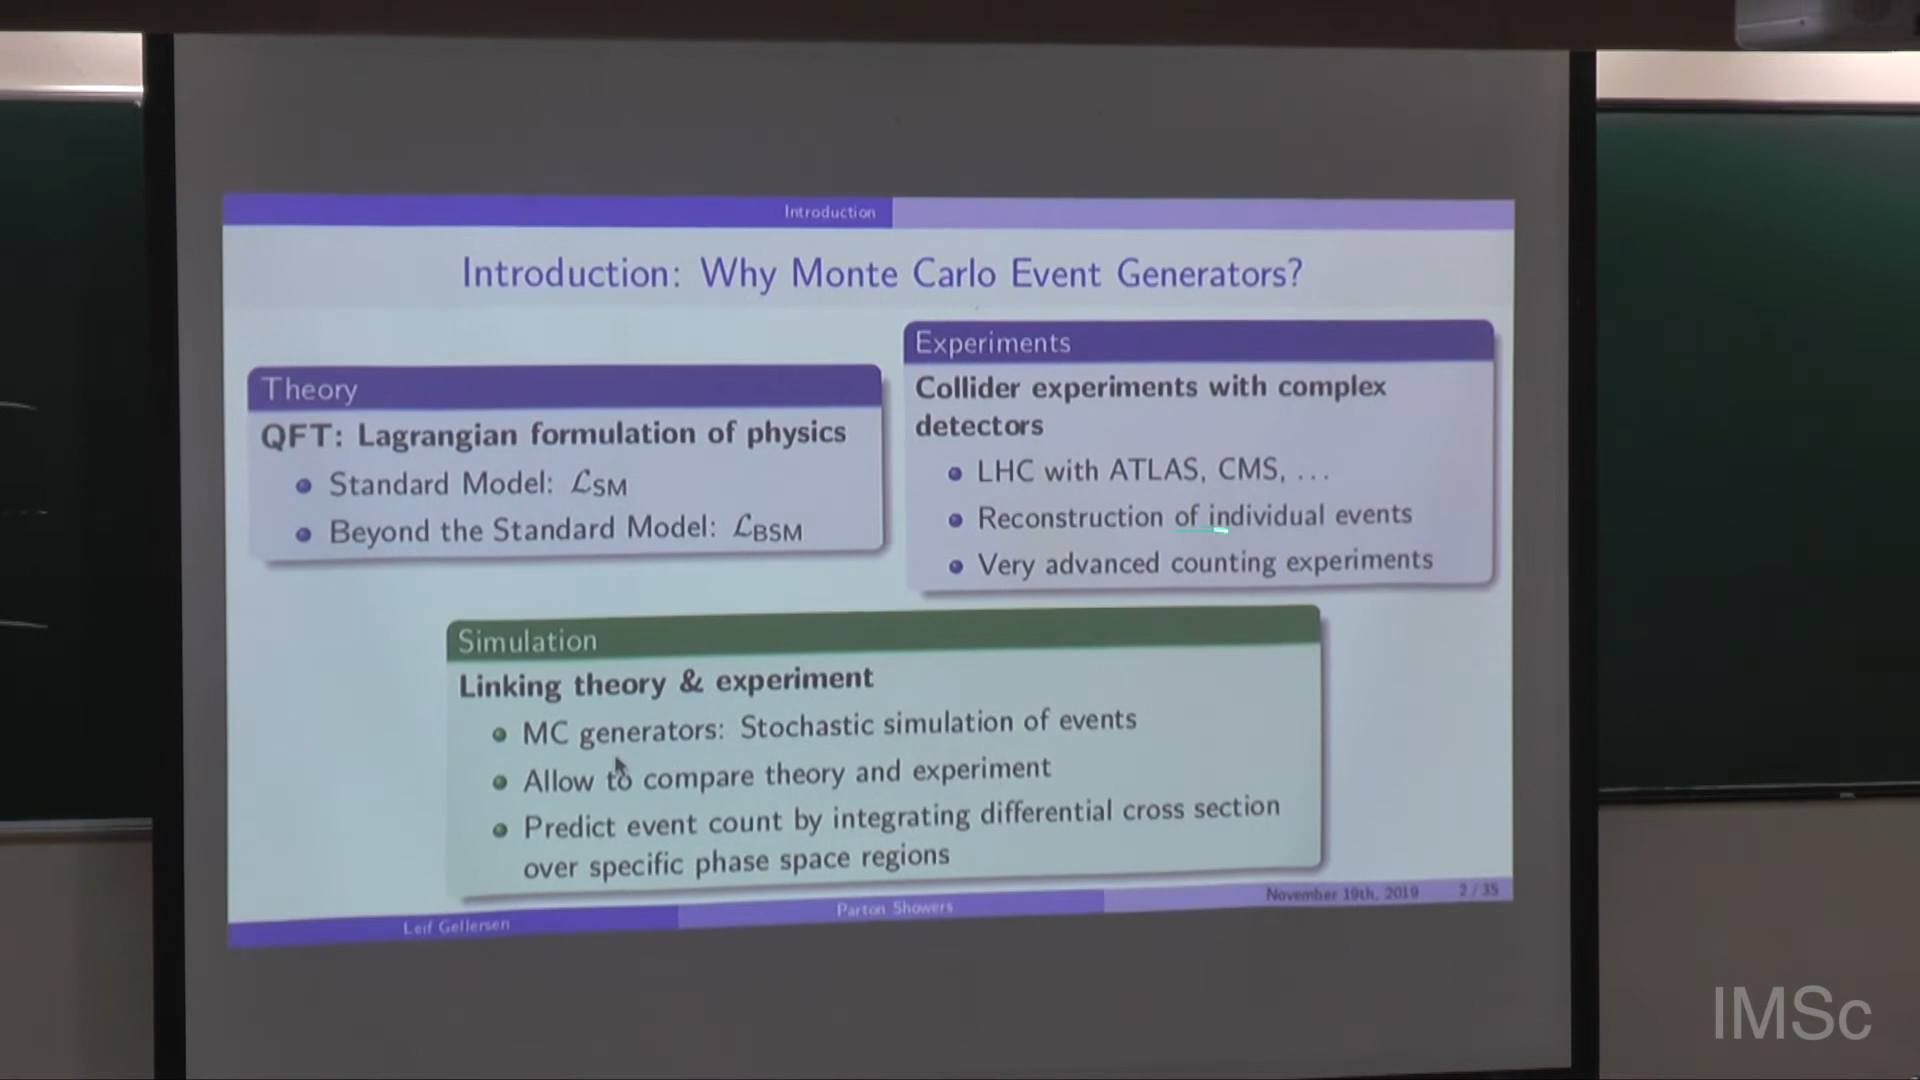 Introduction
Introduction: Why Monte Carlo Event Generators?
Theory
QFT: Lagrangian formulation of physics
Standard Model: ℒSM
Beyond the Standard Model: ℒBSM
Experiments
Collider experiments with complex
detectors
LHC with ATLAS, CMS, ...
Reconstruction of individual events
Very advanced counting experiments
Simulation
Linking theory & experiment
MC generators: Stochastic simulation of events
Allow to compare theory and experiment
Predict event count by integrating differential cross section
over specific phase space regions
Leif Gellersen
Parton Showers
November 19th, 2019 2 / 35
IMSc